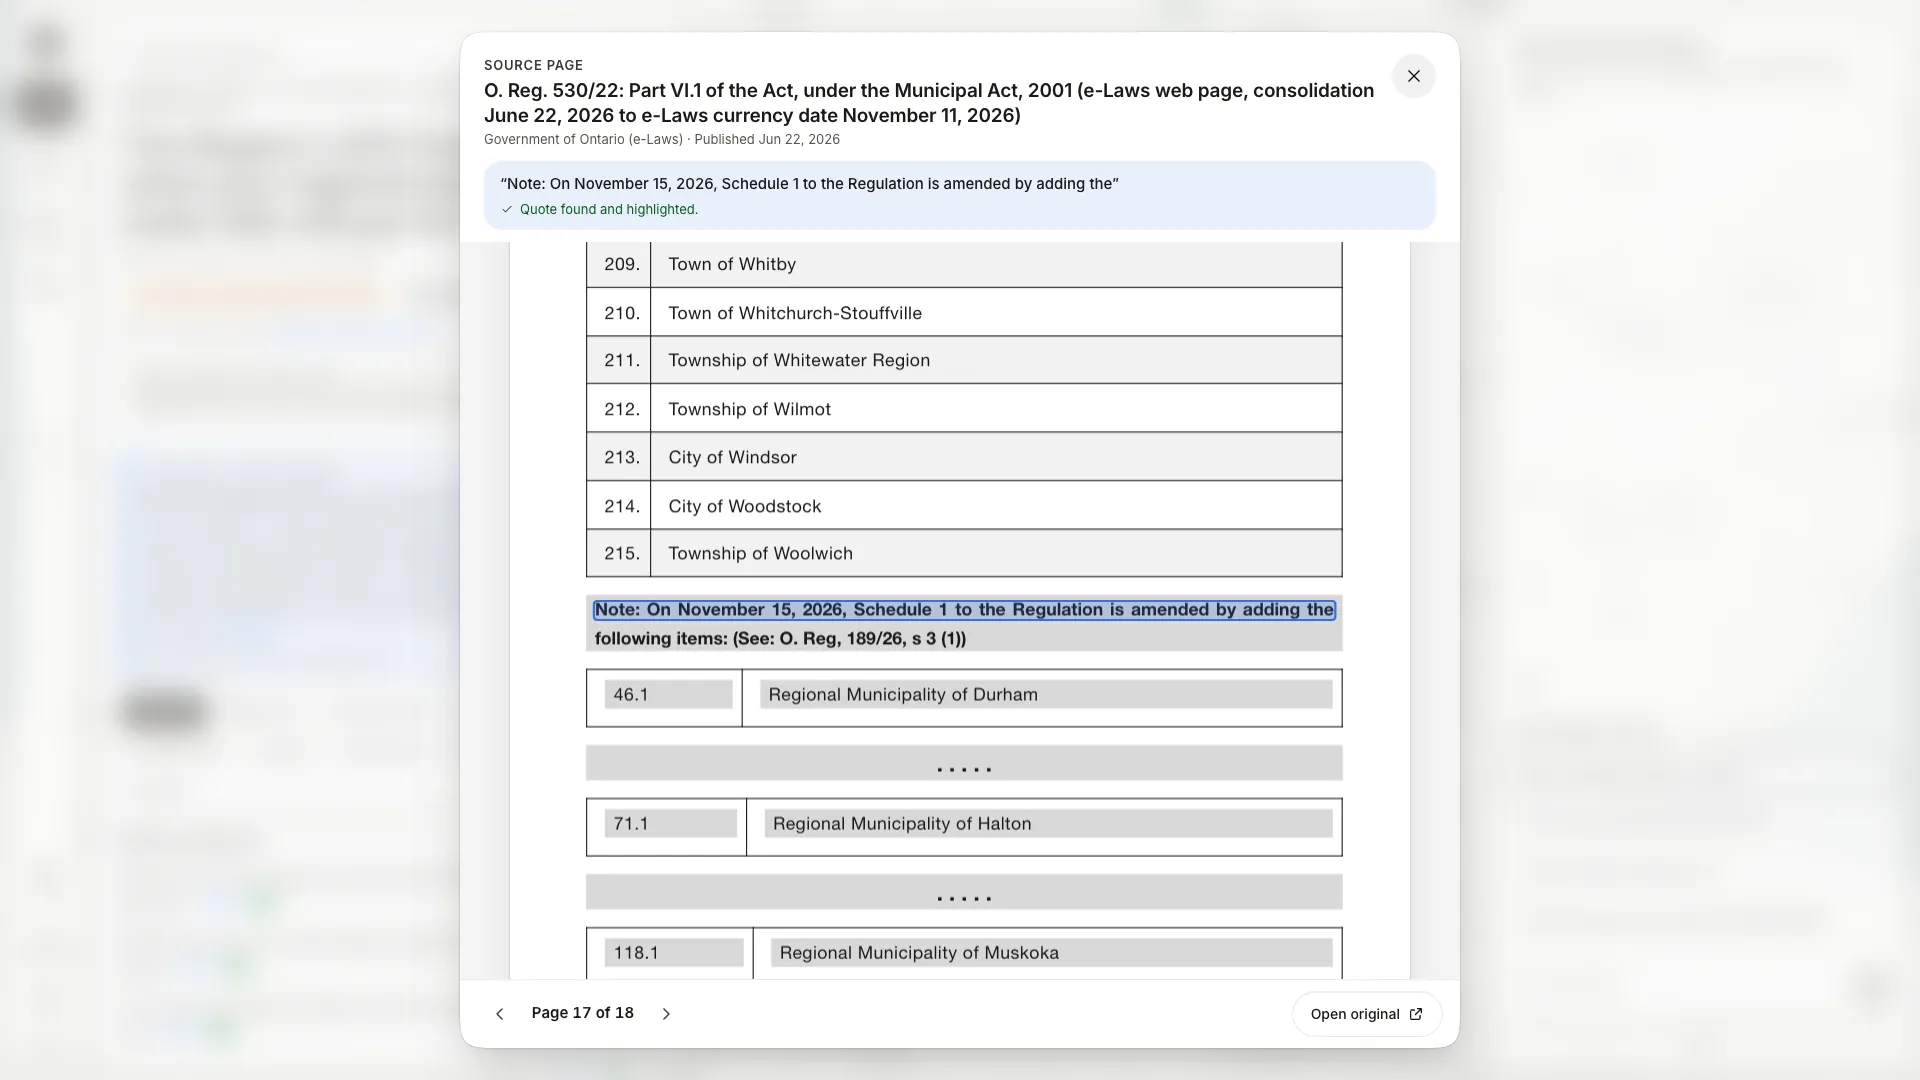 SOURCE PAGE
O. Reg. 530/22: Part VI.1 of the Act, under the Municipal Act, 2001 (e-Laws web page, consolidation
June 22, 2026 to e-Laws currency date November 11, 2026)
Government of Ontario (e-Laws) · Published Jun 22, 2026
“Note: On November 15, 2026, Schedule 1 to the Regulation is amended by adding the”
Quote found and highlighted.
209. Town of Whitby
210. Town of Whitchurch-Stouffville
211. Township of Whitewater Region
212. Township of Wilmot
213. City of Windsor
214. City of Woodstock
215. Township of Woolwich
Note: On November 15, 2026, Schedule 1 to the Regulation is amended by adding the
following items: (See: O. Reg, 189/26, s 3 (1))
46.1 Regional Municipality of Durham
. . . . .
71.1 Regional Municipality of Halton
. . . . .
118.1 Regional Municipality of Muskoka
Page 17 of 18
Open original